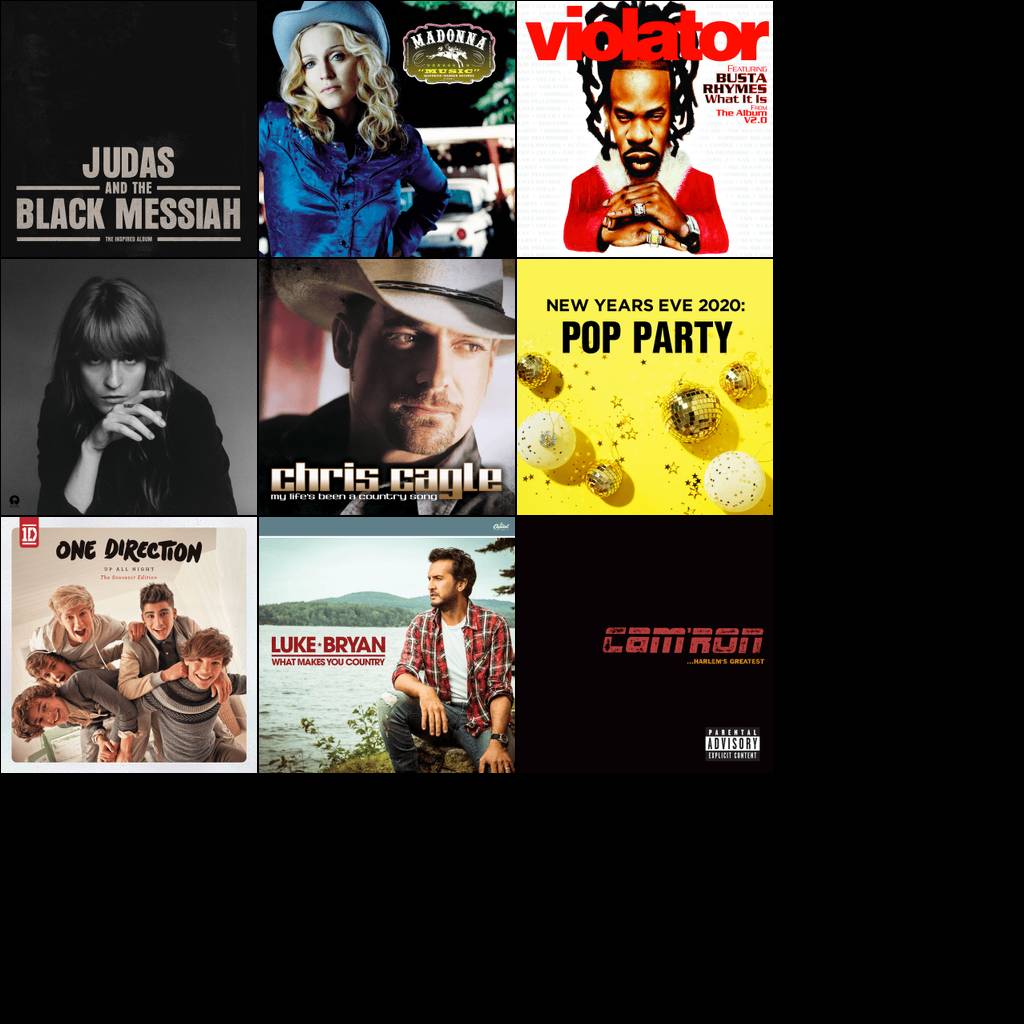 JUDAS
AND THE
BLACK MESSIAH
THE INSPIRED ALBUM
MADONNA
"MUSIC"
violator
FEATURING
BUSTA
RHYMES
What It Is
FROM
The Album
V2.0
chris cagle
my life's been a country song
NEW YEARS EVE 2020:
POP PARTY
1D
ONE DIRECTION
UP ALL NIGHT
The Souvenir Edition
Capitol
LUKE BRYAN
WHAT MAKES YOU COUNTRY
CAM'RON
...HARLEM'S GREATEST
PARENTAL
ADVISORY
EXPLICIT CONTENT